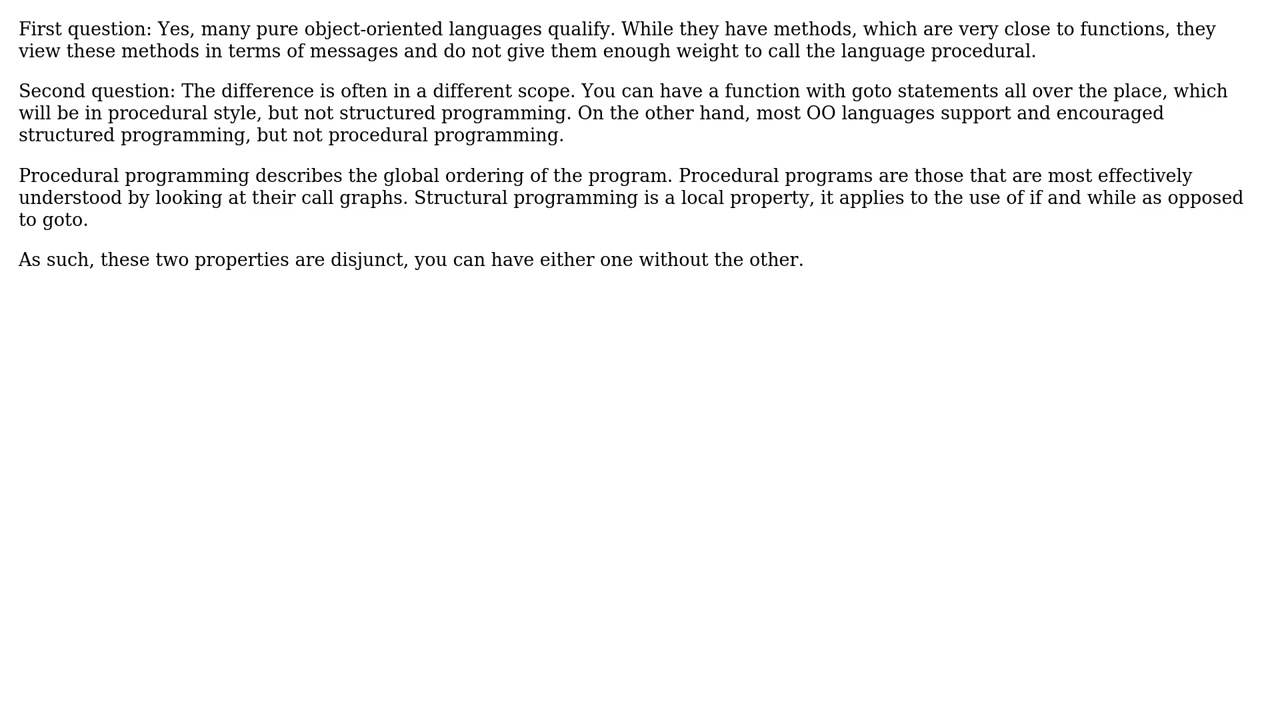 First question: Yes, many pure object-oriented languages qualify. While they have methods, which are very close to functions, they
view these methods in terms of messages and do not give them enough weight to call the language procedural.
Second question: The difference is often in a different scope. You can have a function with goto statements all over the place, which
will be in procedural style, but not structured programming. On the other hand, most OO languages support and encouraged
structured programming, but not procedural programming.
Procedural programming describes the global ordering of the program. Procedural programs are those that are most effectively
understood by looking at their call graphs. Structural programming is a local property, it applies to the use of if and while as opposed
to goto.
As such, these two properties are disjunct, you can have either one without the other.